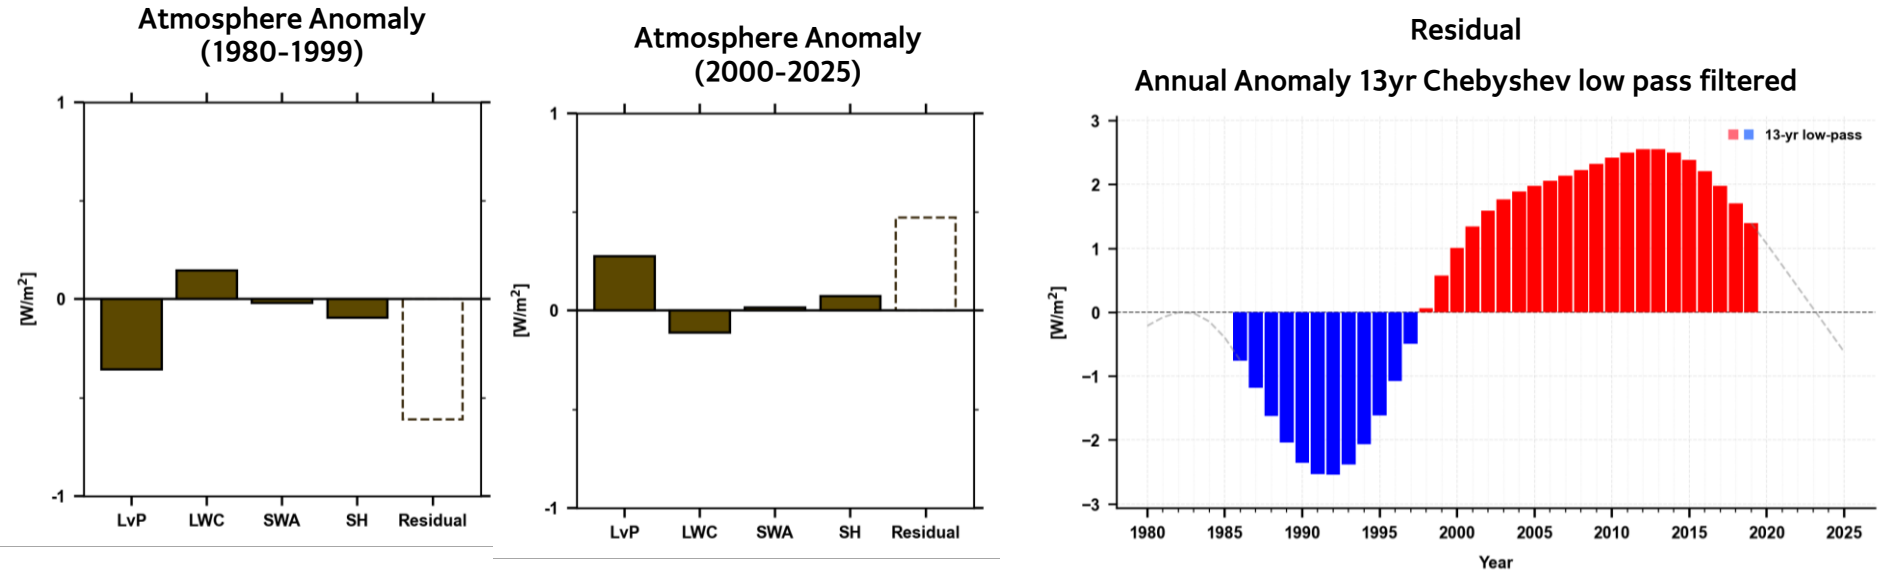 Atmosphere Anomaly
(1980-1999)
1
0
-1
[W/m²]
LvP LWC SWA SH Residual
Atmosphere Anomaly
(2000-2025)
1
0
-1
[W/m²]
LvP LWC SWA SH Residual
Residual
Annual Anomaly 13yr Chebyshev low pass filtered
13-yr low-pass
3
2
1
0
−1
−2
−3
[W/m²]
1980 1985 1990 1995 2000 2005 2010 2015 2020 2025
Year